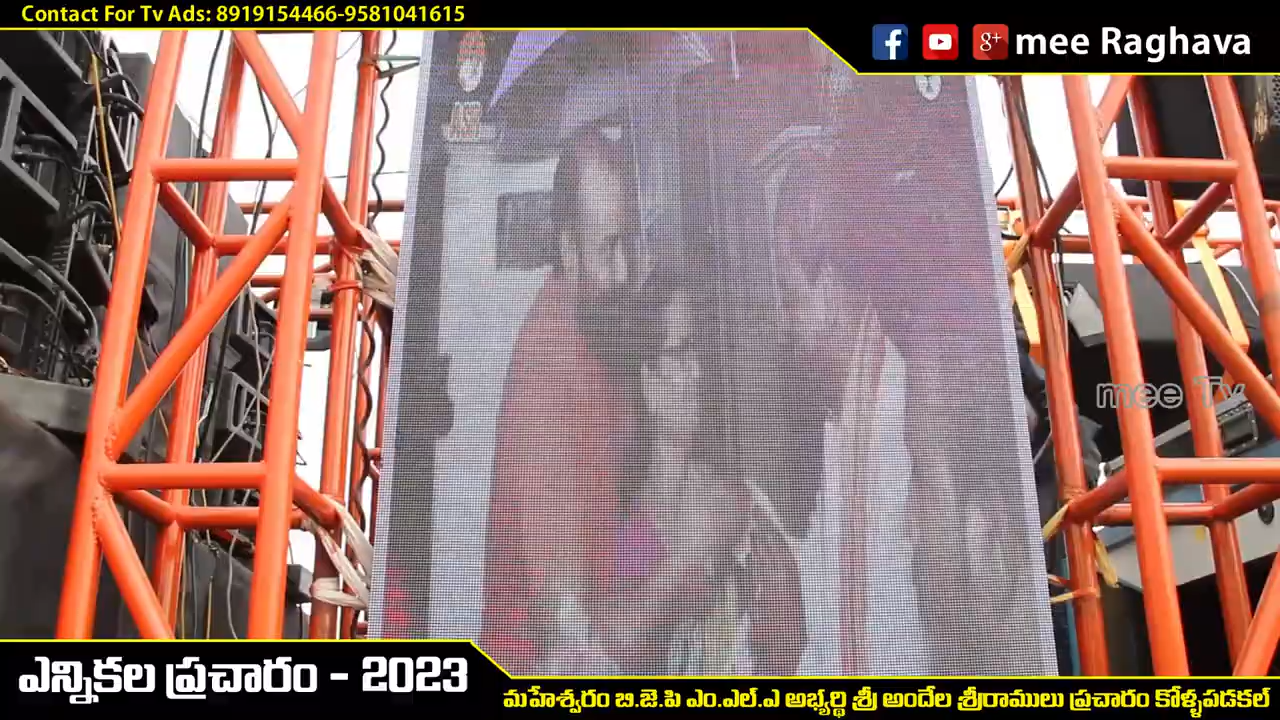 Contact For Tv Ads: 8919154466-9581041615
mee Raghava
mee Tv
ఎన్నికల ప్రచారం - 2023
మహేశ్వరం బి.జె.పి ఎం.ఎల్.ఎ అభ్యర్థి శ్రీ అందేల శ్రీరాములు ప్రచారం కోళ్ళపడకల్